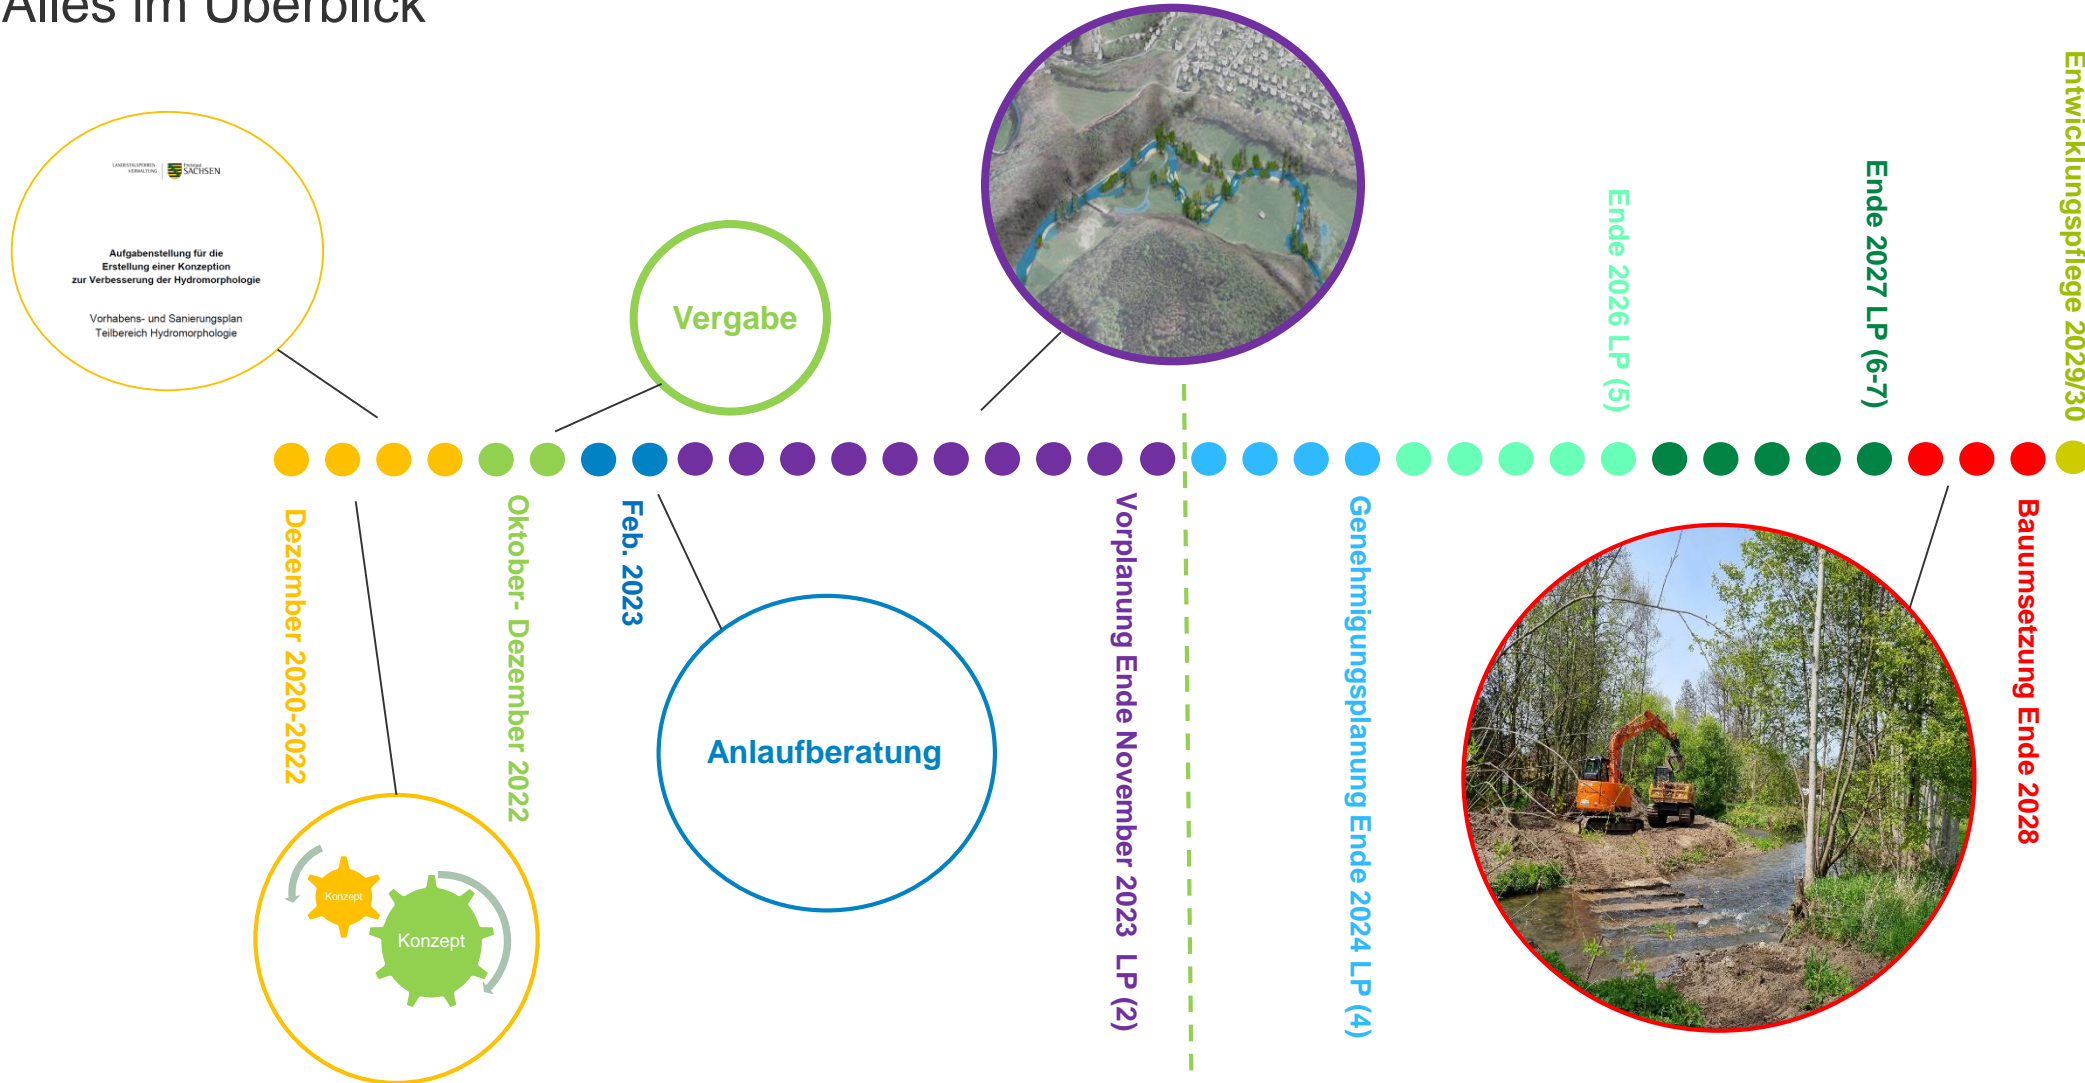 Alles im Überblick
LANDESTALSPERREN-
VERWALTUNG
Freistaat
SACHSEN
Aufgabenstellung für die
Erstellung einer Konzeption
zur Verbesserung der Hydromorphologie
Vorhabens- und Sanierungsplan
Teilbereich Hydromorphologie
Vergabe
Ende 2026 LP (5)
Ende 2027 LP (6-7)
Entwicklungspflege 2029/30
Dezember 2020-2022
Oktober- Dezember 2022
Feb. 2023
Vorplanung Ende November 2023 LP (2)
Genehmigungsplanung Ende 2024 LP (4)
Bauumsetzung Ende 2028
Anlaufberatung
Konzept
Konzept